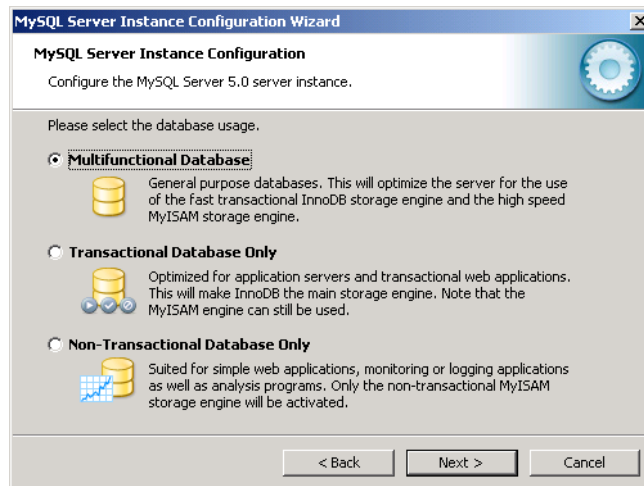 MySQL Server Instance Configuration Wizard
MySQL Server Instance Configuration
Configure the MySQL Server 5.0 server instance.
Please select the database usage.
Multifunctional Database
General purpose databases. This will optimize the server for the use
of the fast transactional InnoDB storage engine and the high speed
MyISAM storage engine.
Transactional Database Only
Optimized for application servers and transactional web applications.
This will make InnoDB the main storage engine. Note that the
MyISAM engine can still be used.
Non-Transactional Database Only
Suited for simple web applications, monitoring or logging applications
as well as analysis programs. Only the non-transactional MyISAM
storage engine will be activated.
< Back Next > Cancel